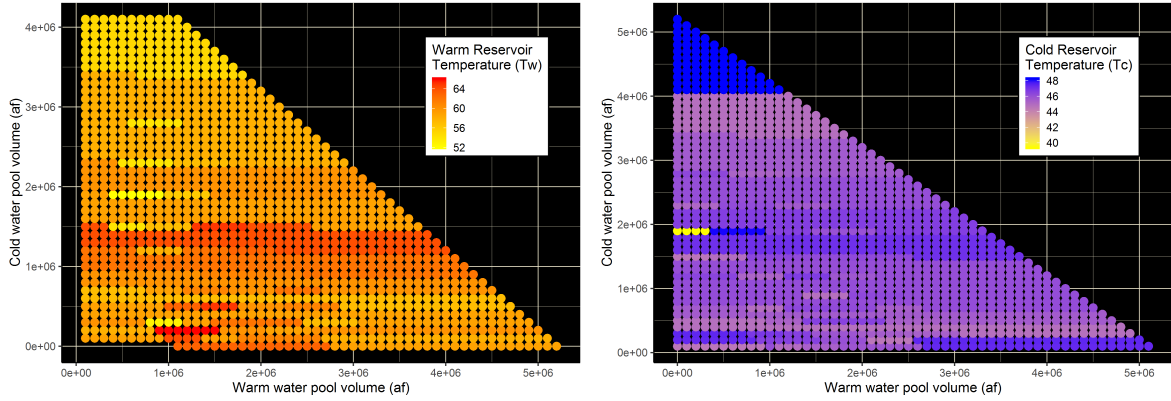 4e+06
3e+06
2e+06
1e+06
0e+00
Cold water pool volume (af)
0e+00 1e+06 2e+06 3e+06 4e+06 5e+06
Warm water pool volume (af)
Warm Reservoir
Temperature (Tw)
64
60
56
52
5e+06
4e+06
3e+06
2e+06
1e+06
0e+00
Cold water pool volume (af)
0e+00 1e+06 2e+06 3e+06 4e+06 5e+06
Warm water pool volume (af)
Cold Reservoir
Temperature (Tc)
48
46
44
42
40